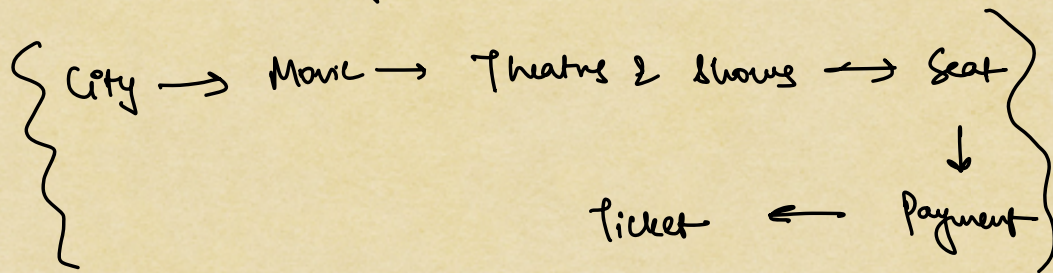 City → Movie → Theatres & Shows → Seat
↓
Ticket ← Payment